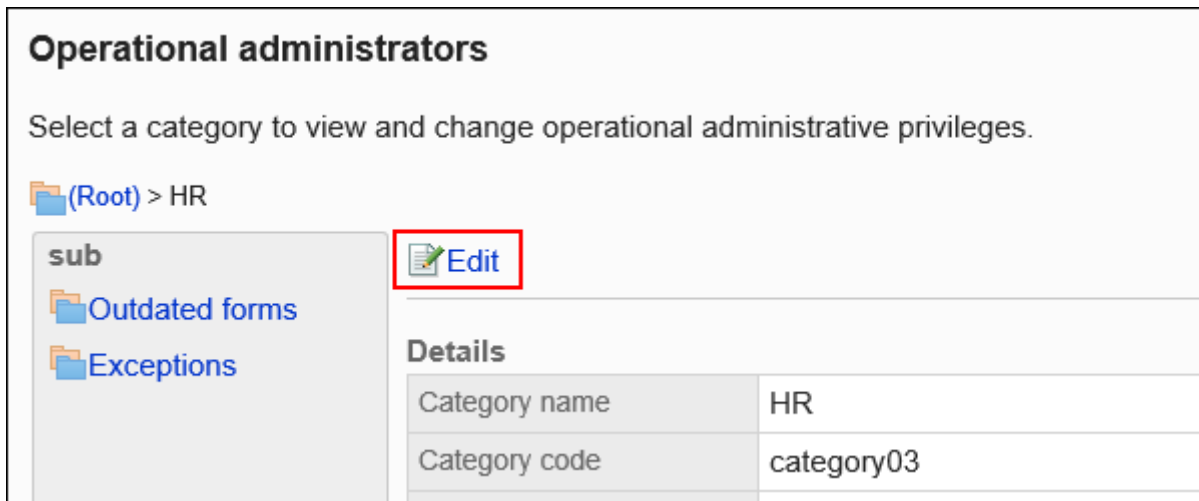 Operational administrators
Select a category to view and change operational administrative privileges.
(Root) > HR
sub
Outdated forms
Exceptions
Edit
Details
Category name HR
Category code category03